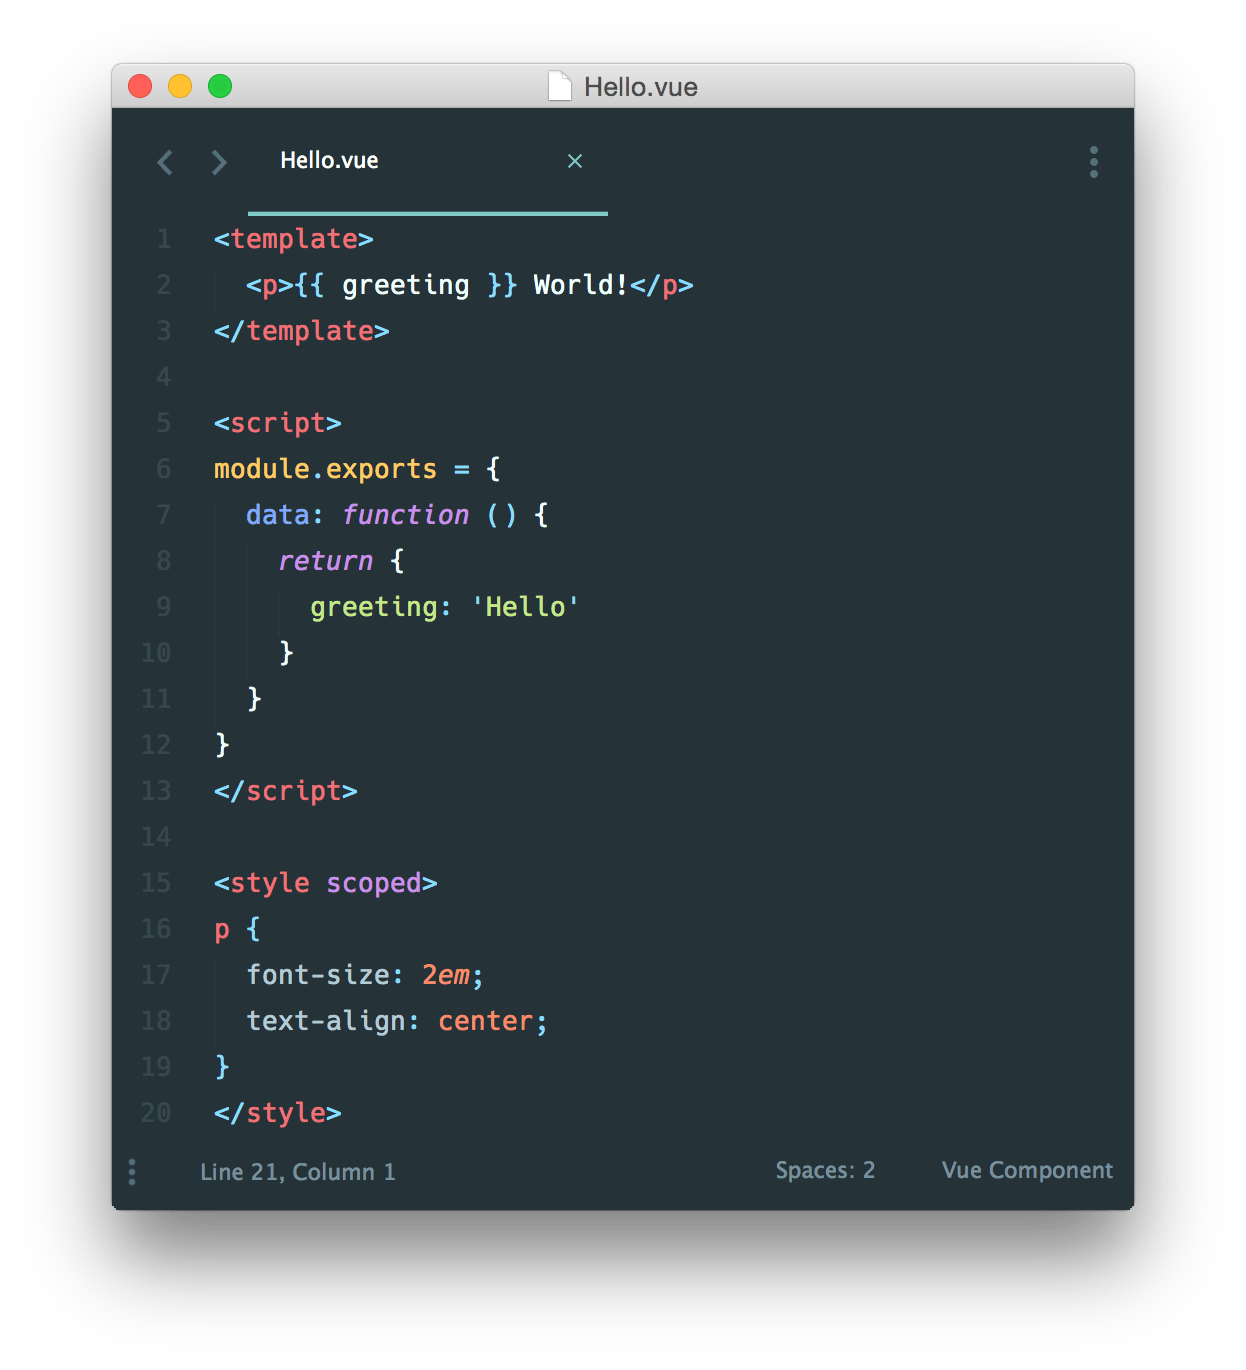 Hello.vue
Hello.vue ×
1 <template>
2   <p>{{ greeting }} World!</p>
3 </template>
4
5 <script>
6 module.exports = {
7   data: function () {
8     return {
9       greeting: 'Hello'
10     }
11   }
12 }
13 </script>
14
15 <style scoped>
16 p {
17   font-size: 2em;
18   text-align: center;
19 }
20 </style>
Line 21, Column 1 Spaces: 2 Vue Component